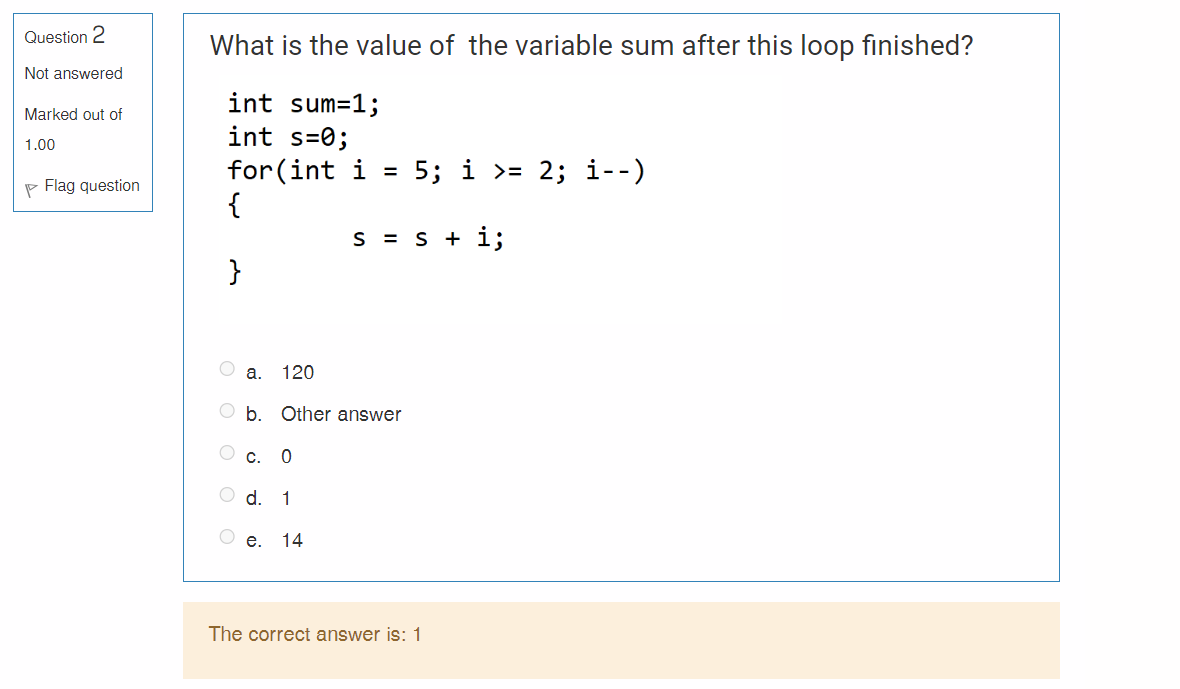 Question 2
Not answered
Marked out of
1.00
Flag question
What is the value of  the variable sum after this loop finished?
int sum=1;
int s=0;
for(int i = 5; i >= 2; i--)
{
        s = s + i;
}
a. 120
b. Other answer
c. 0
d. 1
e. 14
The correct answer is: 1